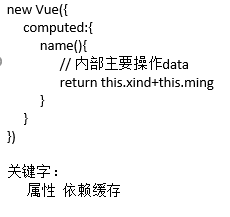 new Vue({
computed:{
name(){
// 内部主要操作data
return this.xind+this.ming
}
}
})
关键字：
属性 依赖缓存